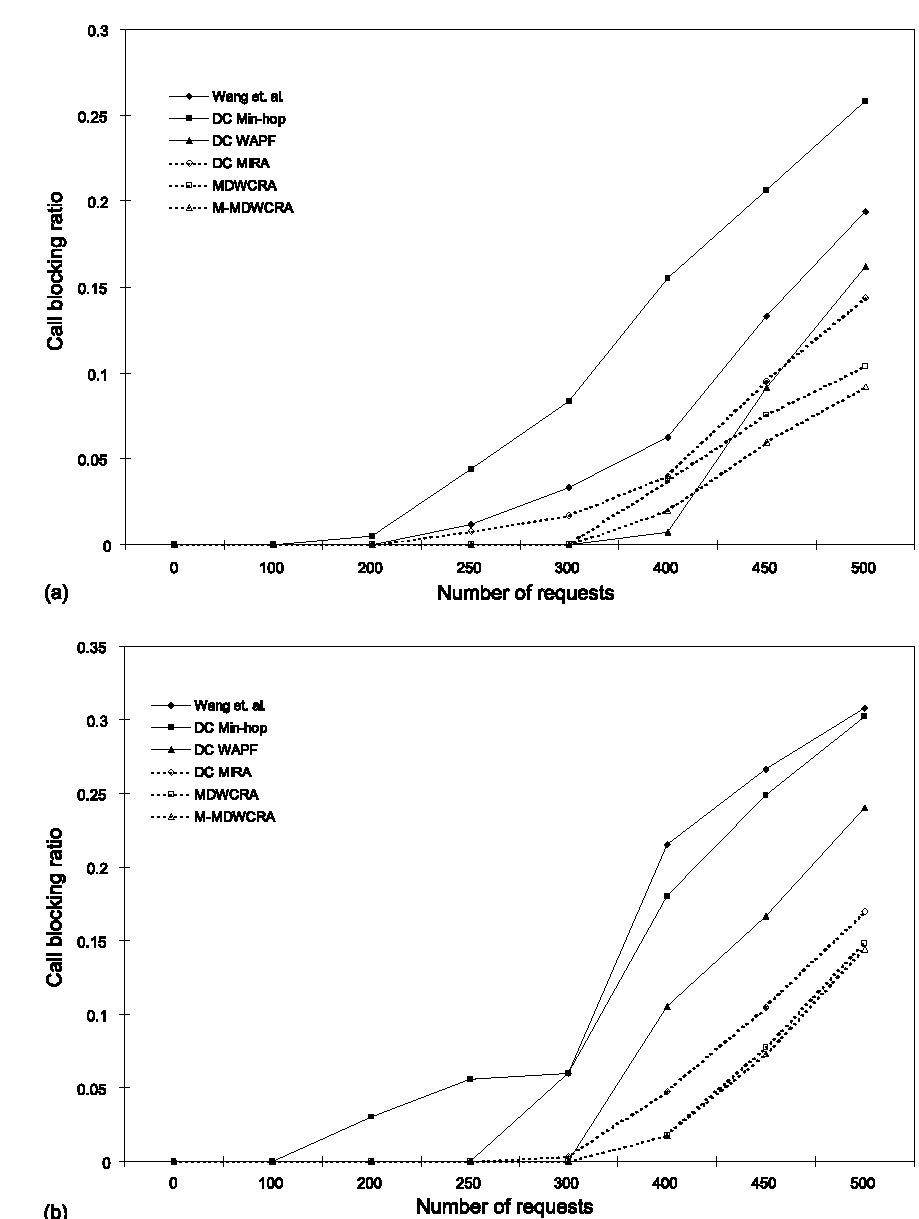 0.3
0.25
0.2
0.15
0.1
0.05
0
Call blocking ratio
Wang et. al.
DC Min-hop
DC WAPF
DC MIRA
MDWCRA
M-MDWCRA
0 100 200 250 300 400 450 500
(a) Number of requests
0.35
0.3
0.25
0.2
0.15
0.1
0.05
0
Call blocking ratio
Wang et. al.
DC Min-hop
DC WAPF
DC MIRA
MDWCRA
M-MDWCRA
0 100 200 250 300 400 450 500
(b) Number of requests